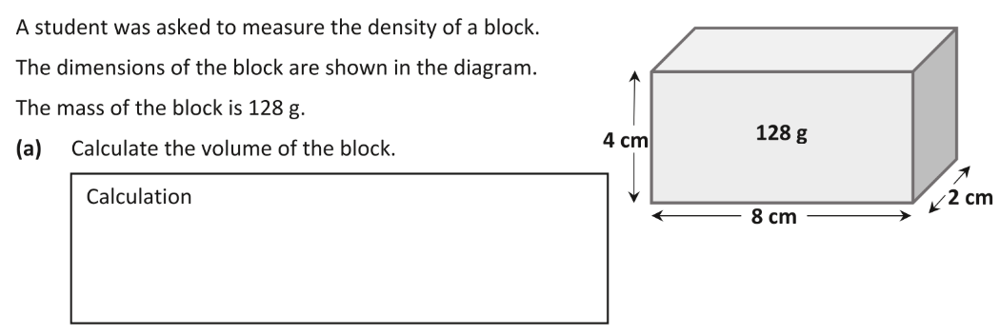 A student was asked to measure the density of a block.
The dimensions of the block are shown in the diagram.
The mass of the block is 128 g.
(a) Calculate the volume of the block.
Calculation
128 g
4 cm
2 cm
8 cm